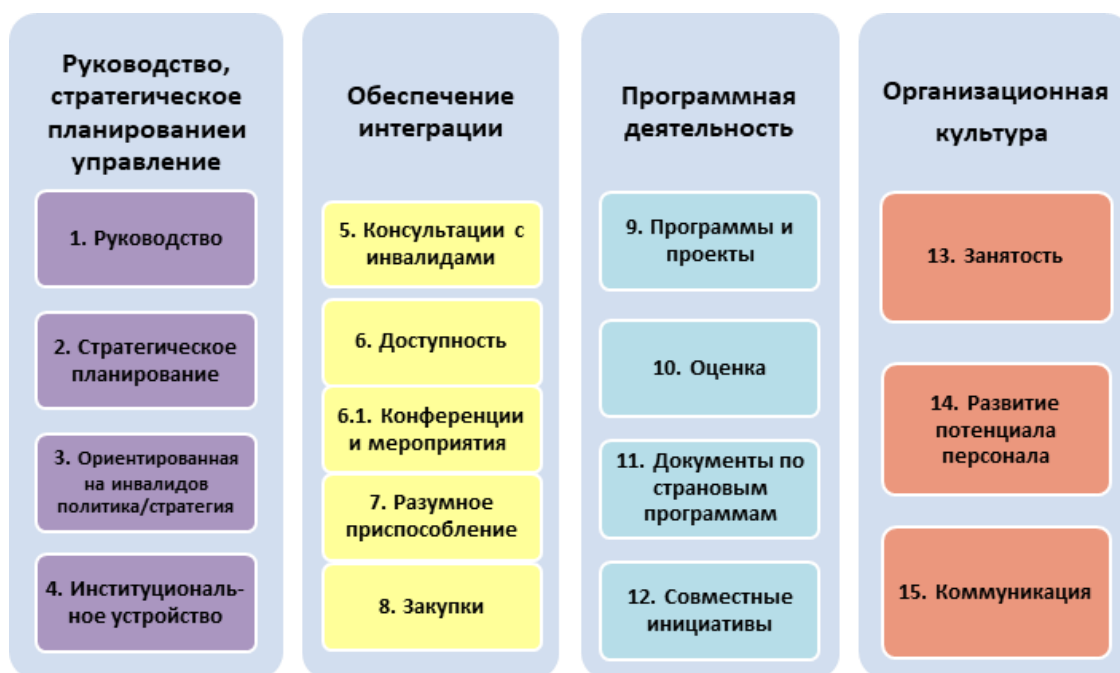 Руководство,
стратегическое
планированиеи
управление
1. Руководство
2. Стратегическое
планирование
3. Ориентированная
на инвалидов
политика/стратегия
4. Институциональ-
ное устройство
Обеспечение
интеграции
5. Консультации с
инвалидами
6. Доступность
6.1. Конференции
и мероприятия
7. Разумное
приспособление
8. Закупки
Программная
деятельность
9. Программы и
проекты
10. Оценка
11. Документы по
страновым
программам
12. Совместные
инициативы
Организационная
культура
13. Занятость
14. Развитие
потенциала
персонала
15. Коммуникация